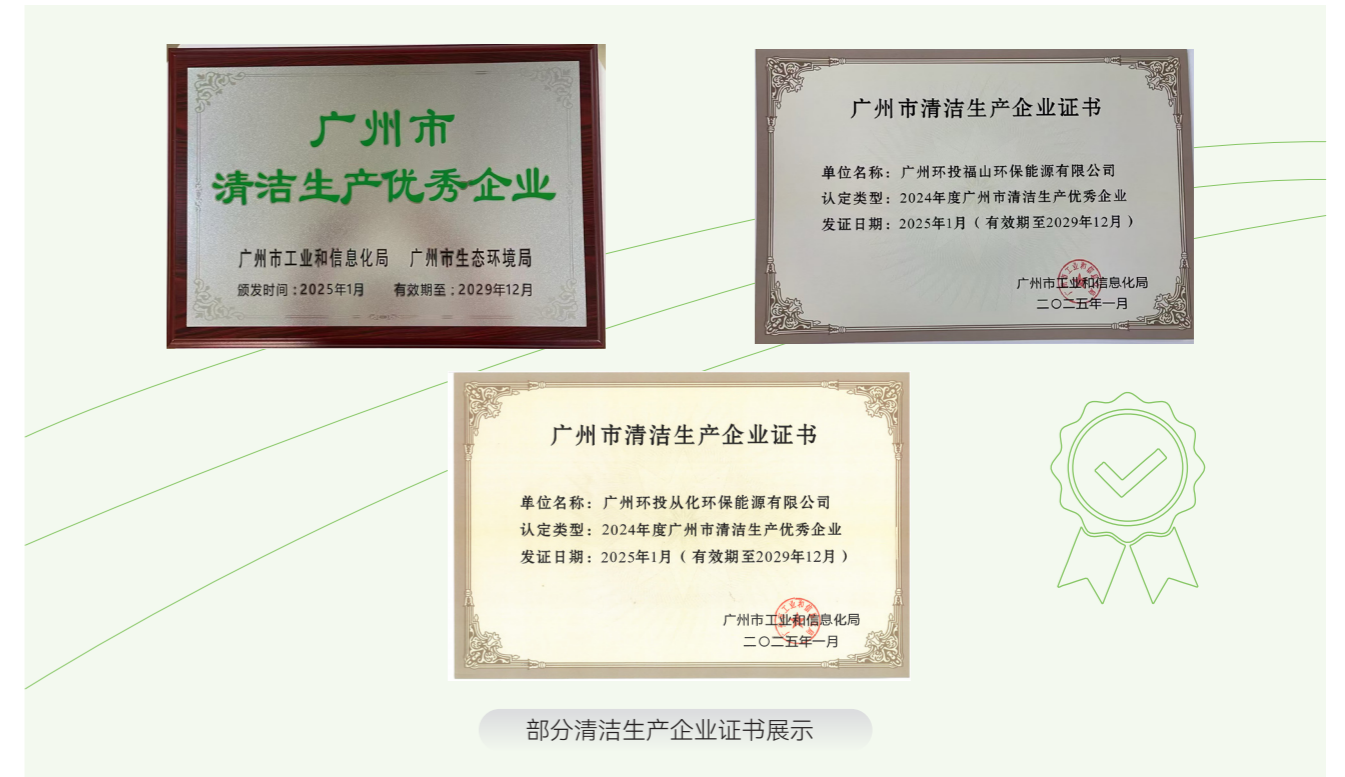 广州市
清洁生产优秀企业
广州市工业和信息化局 广州市生态环境局
颁发时间：2025年1月 有效期至：2029年12月
广州市清洁生产企业证书
单位名称：广州环投福山环保能源有限公司
认定类型：2024年度广州市清洁生产优秀企业
发证日期：2025年1月（有效期至2029年12月）
广州市工业和信息化局
二〇二五年一月
广州市清洁生产企业证书
单位名称：广州环投从化环保能源有限公司
认定类型：2024年度广州市清洁生产优秀企业
发证日期：2025年1月（有效期至2029年12月）
广州市工业和信息化局
二〇二五年一月
部分清洁生产企业证书展示